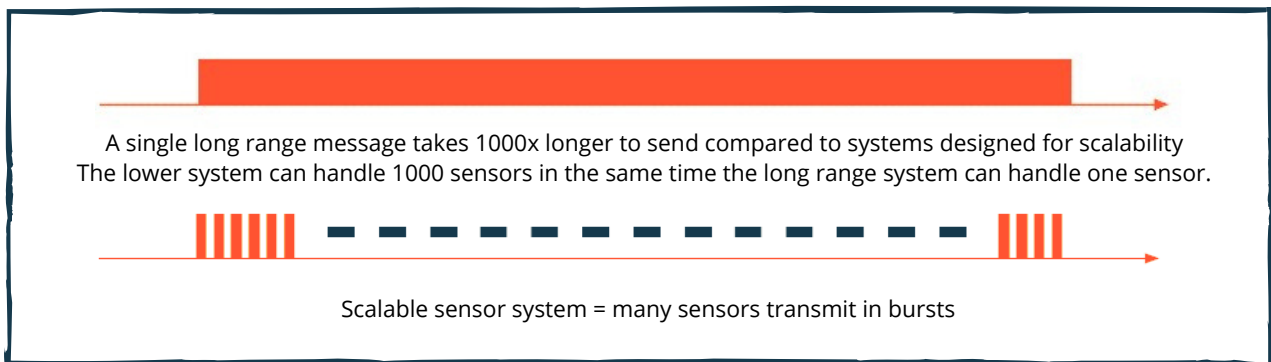 A single long range message takes 1000x longer to send compared to systems designed for scalability
The lower system can handle 1000 sensors in the same time the long range system can handle one sensor.
Scalable sensor system = many sensors transmit in bursts